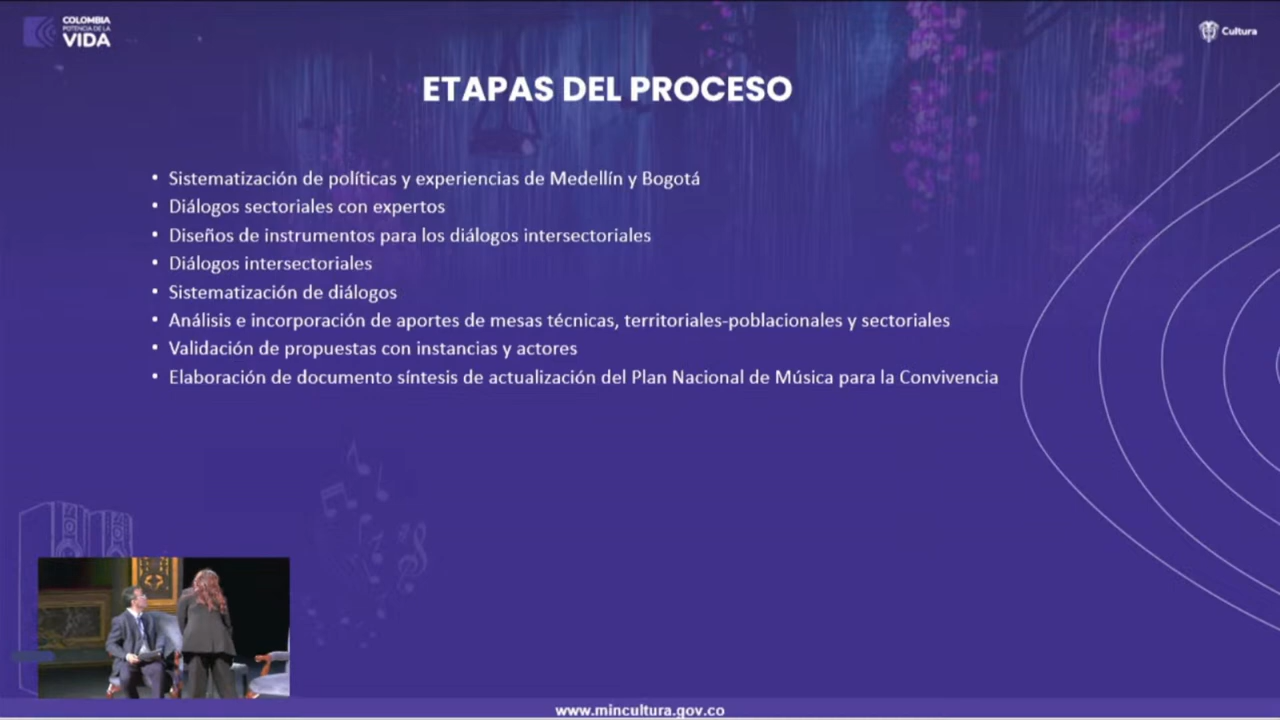 COLOMBIA
POTENCIA DE LA
VIDA
Cultura
ETAPAS DEL PROCESO
• Sistematización de políticas y experiencias de Medellín y Bogotá
• Diálogos sectoriales con expertos
• Diseños de instrumentos para los diálogos intersectoriales
• Diálogos intersectoriales
• Sistematización de diálogos
• Análisis e incorporación de aportes de mesas técnicas, territoriales-poblacionales y sectoriales
• Validación de propuestas con instancias y actores
• Elaboración de documento síntesis de actualización del Plan Nacional de Música para la Convivencia
www.mincultura.gov.co